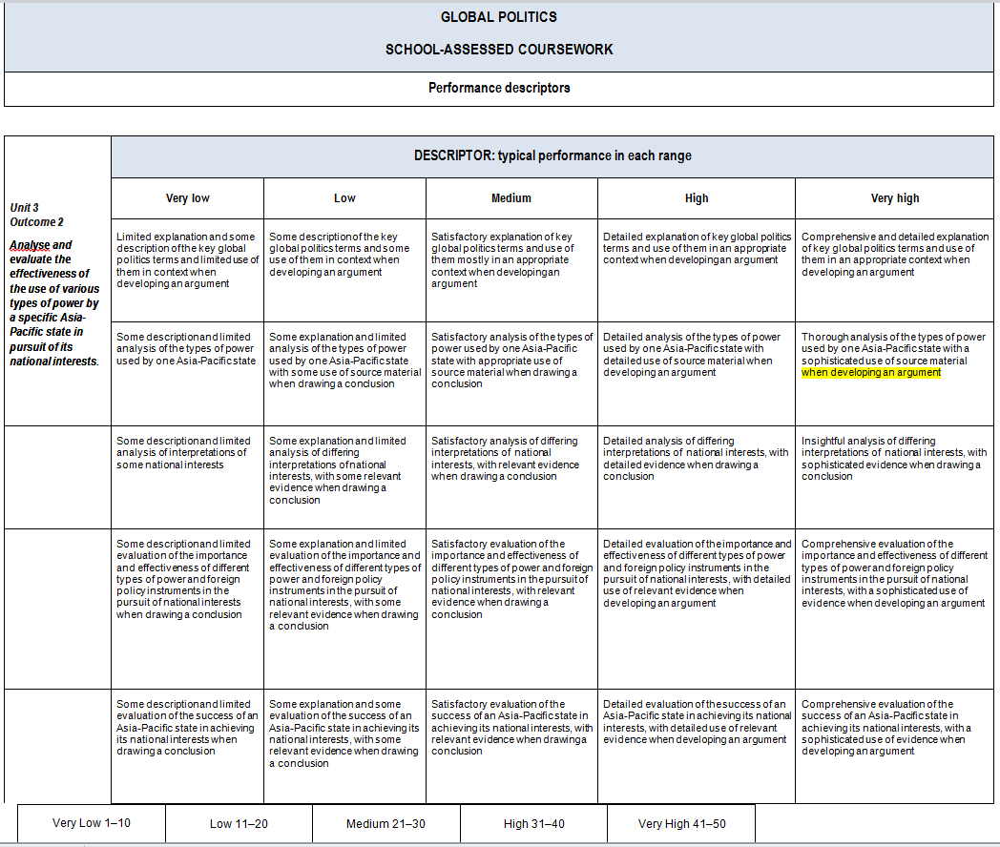 GLOBAL POLITICS
SCHOOL-ASSESSED COURSEWORK
Performance descriptors
Unit 3
Outcome 2
Analyse and
evaluate the
effectiveness of
the use of various
types of power by
a specific Asia-
Pacific state in
pursuit of its
national interests.
DESCRIPTOR: typical performance in each range
Very low
Low
Medium
High
Very high
Limited explanation and some
description of the key global
politics terms and limited use of
them in context when
developing an argument
Some description of the key
global politics terms and some
use of them in context when
developing an argument
Satisfactory explanation of key
global politics terms and use of
them mostly in an appropriate
context when developing an
argument
Detailed explanation of key global politics
terms and use of them in an appropriate
context when developing an argument
Comprehensive and detailed explanation
of key global politics terms and use of
them in an appropriate context when
developing an argument
Some description and limited
analysis of the types of power
used by one Asia-Pacific state
Some explanation and limited
analysis of the types of power
used by one Asia-Pacific state
with some use of source material
when drawing a conclusion
Satisfactory analysis of the types of
power used by one Asia-Pacific
state with appropriate use of
source material when drawing a
conclusion
Detailed analysis of the types of power
used by one Asia-Pacific state with
detailed use of source material when
developing an argument
Thorough analysis of the types of power
used by one Asia-Pacific state with a
sophisticated use of source material
when developing an argument
Some description and limited
analysis of interpretations of
some national interests
Some explanation and limited
analysis of differing
interpretations of national
interests, with some relevant
evidence when drawing a
conclusion
Satisfactory analysis of differing
interpretations of national
interests, with relevant evidence
when drawing a conclusion
Detailed analysis of differing
interpretations of national interests, with
detailed evidence when drawing a
conclusion
Insightful analysis of differing
interpretations of national interests, with
sophisticated evidence when drawing a
conclusion
Some description and limited
evaluation of the importance
and effectiveness of different
types of power and foreign
policy instruments in the
pursuit of national interests
when drawing a conclusion
Some explanation and limited
evaluation of the importance and
effectiveness of different types of
power and foreign policy
instruments in the pursuit of
national interests, with some
relevant evidence when drawing
a conclusion
Satisfactory evaluation of the
importance and effectiveness of
different types of power and foreign
policy instruments in the pursuit of
national interests, with relevant
evidence when drawing a
conclusion
Detailed evaluation of the importance and
effectiveness of different types of power
and foreign policy instruments in the
pursuit of national interests, with detailed
use of relevant evidence when
developing an argument
Comprehensive evaluation of the
importance and effectiveness of different
types of power and foreign policy
instruments in the pursuit of national
interests, with a sophisticated use of
evidence when developing an argument
Some description and limited
evaluation of the success of an
Asia-Pacific state in achieving
its national interests when
drawing a conclusion
Some explanation and some
evaluation of the success of an
Asia-Pacific state in achieving its
national interests, with some
relevant evidence when drawing
a conclusion
Satisfactory evaluation of the
success of an Asia-Pacific state in
achieving its national interests, with
relevant evidence when drawing a
conclusion
Detailed evaluation of the success of an
Asia-Pacific state in achieving its national
interests, with detailed use of relevant
evidence when developing an argument
Comprehensive evaluation of the
success of an Asia-Pacific state in
achieving its national interests, with a
sophisticated use of evidence when
developing an argument
Very Low 1–10
Low 11–20
Medium 21–30
High 31–40
Very High 41–50